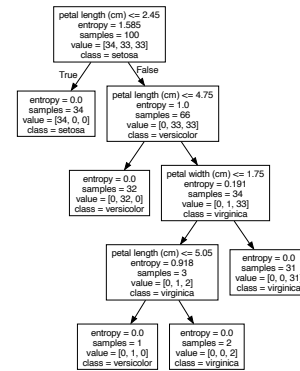 petal length (cm) <= 2.45
entropy = 1.585
samples = 100
value = [34, 33, 33]
class = setosa
True
False
entropy = 0.0
samples = 34
value = [34, 0, 0]
class = setosa
petal length (cm) <= 4.75
entropy = 1.0
samples = 66
value = [0, 33, 33]
class = versicolor
entropy = 0.0
samples = 32
value = [0, 32, 0]
class = versicolor
petal width (cm) <= 1.75
entropy = 0.191
samples = 34
value = [0, 1, 33]
class = virginica
petal length (cm) <= 5.05
entropy = 0.918
samples = 3
value = [0, 1, 2]
class = virginica
entropy = 0.0
samples = 31
value = [0, 0, 31]
class = virginica
entropy = 0.0
samples = 1
value = [0, 1, 0]
class = versicolor
entropy = 0.0
samples = 2
value = [0, 0, 2]
class = virginica